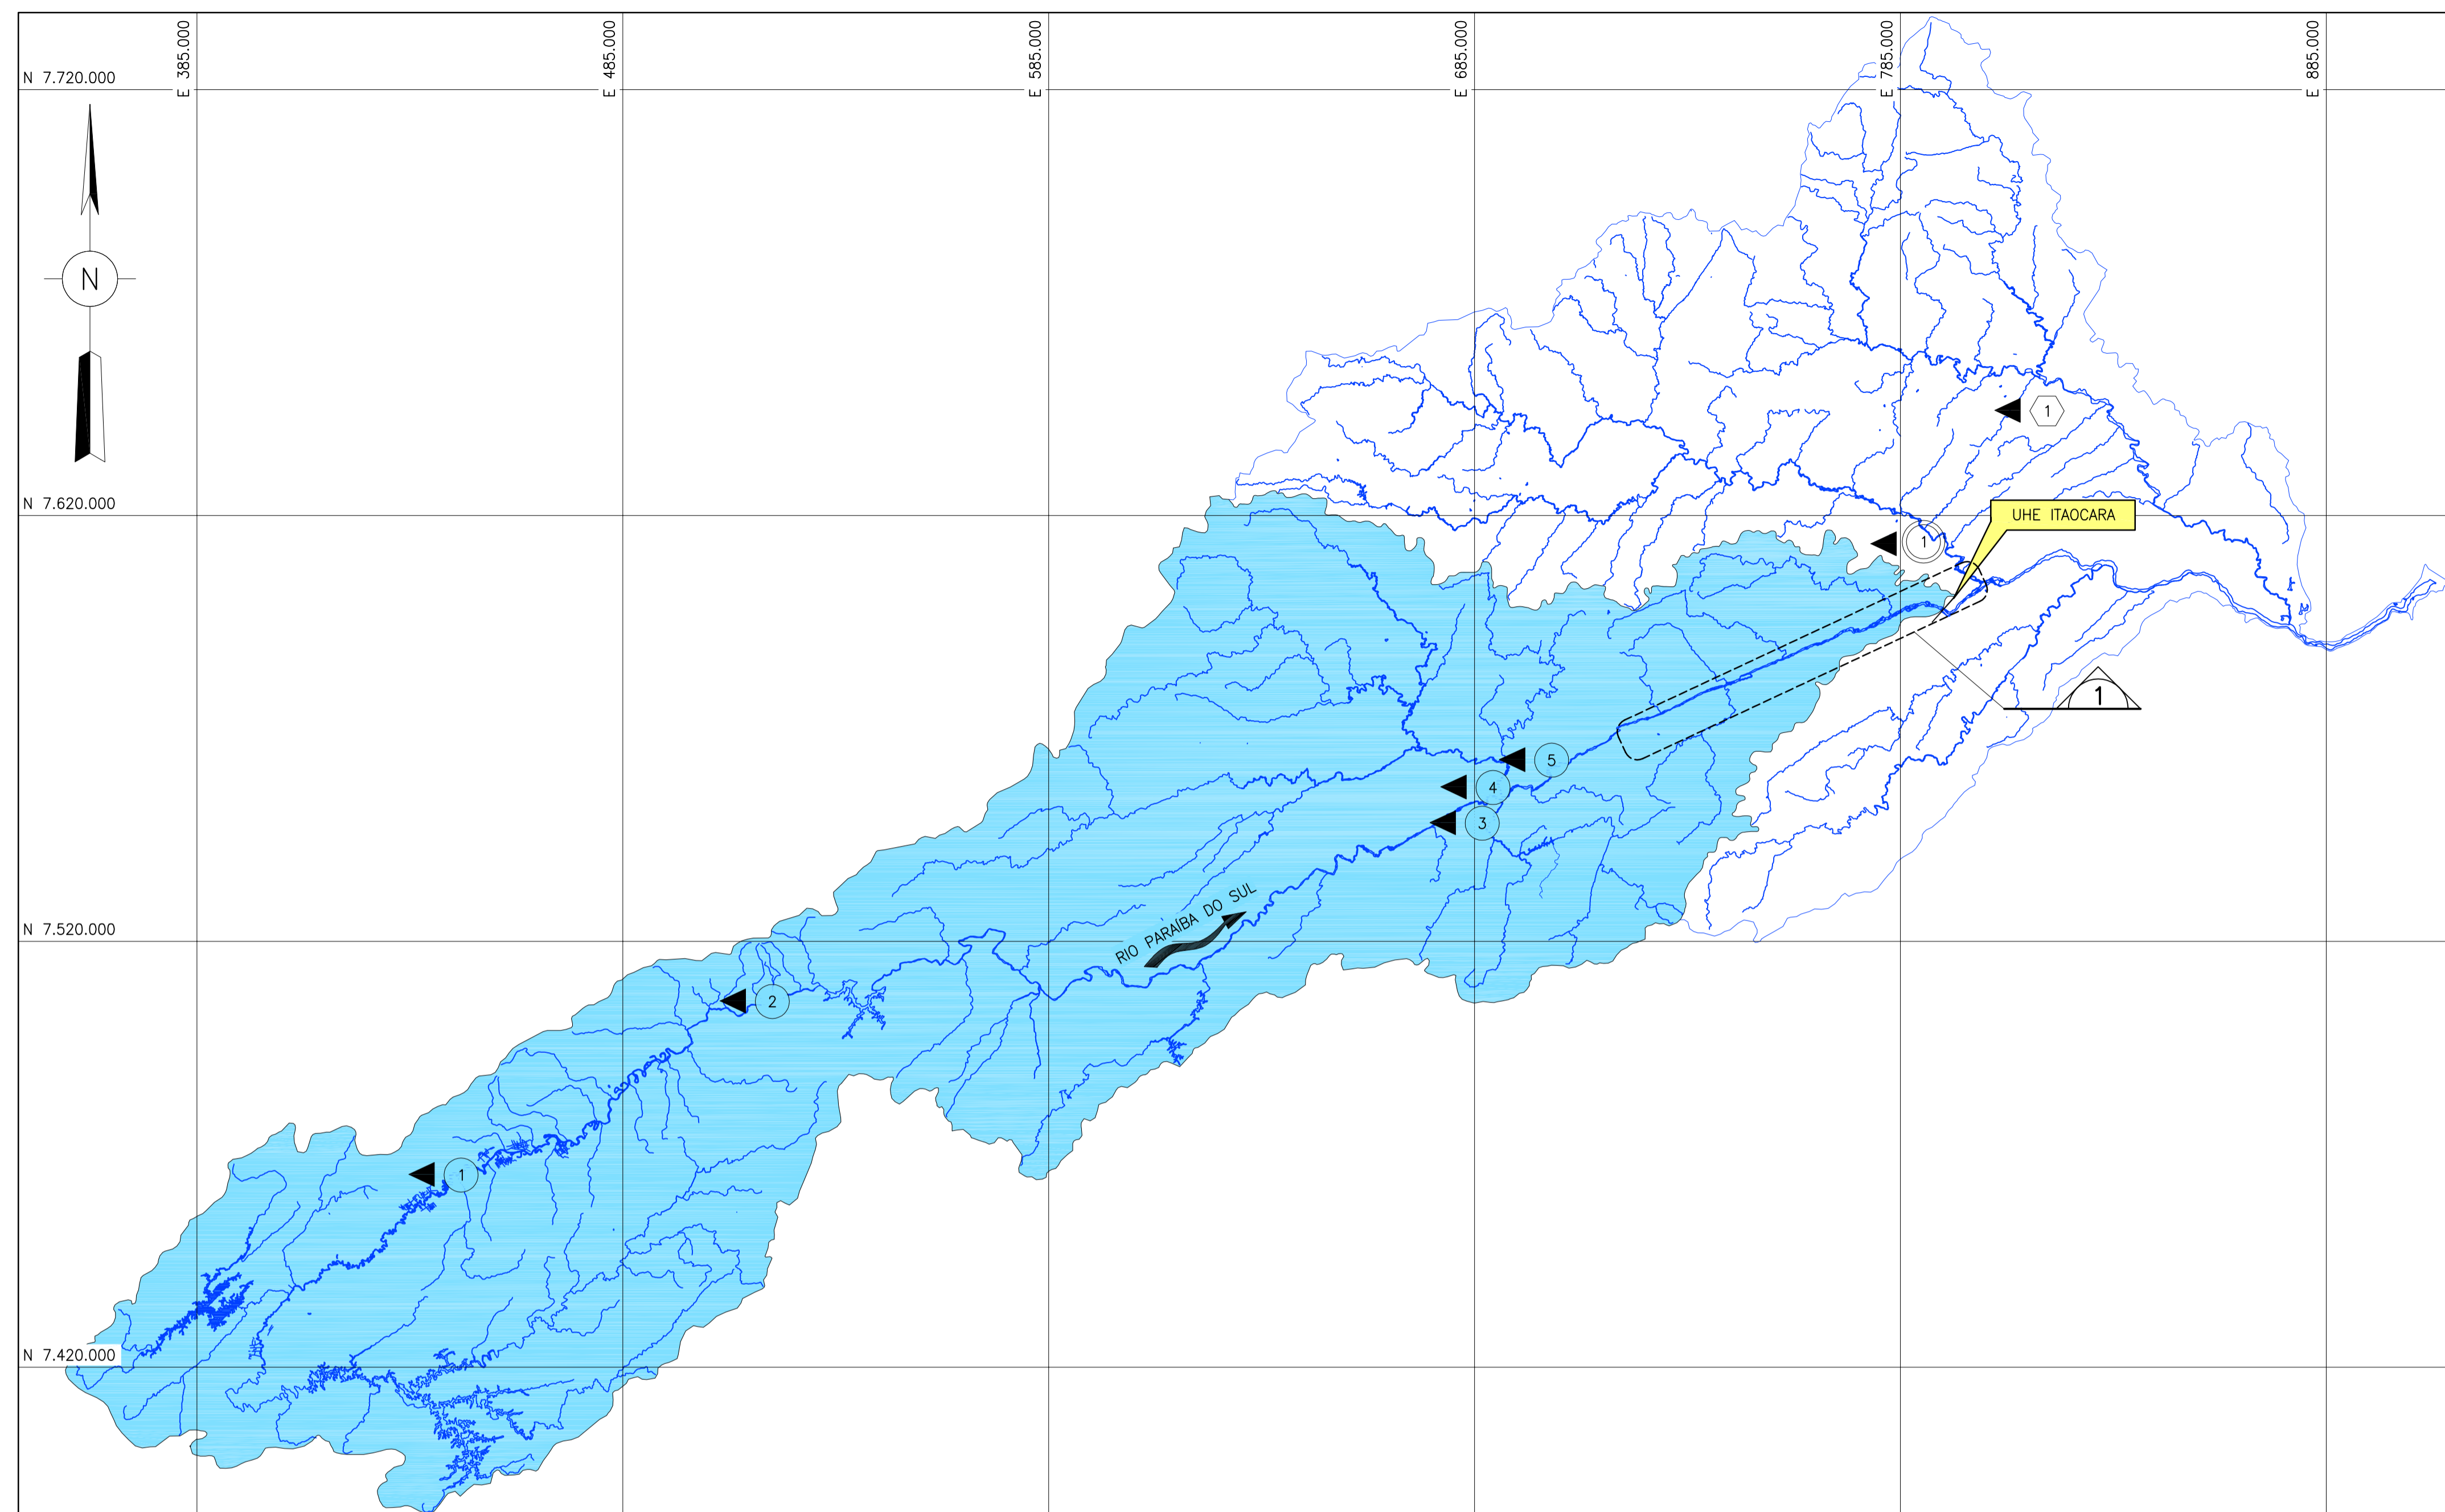 E 385.000
E 485.000
E 585.000
E 685.000
E 785.000
E 885.000
N 7.720.000
N
1
N 7.620.000
UHE ITAOCARA
1
1
5
4
3
RIO PARAÍBA DO SUL
N 7.520.000
2
1
N 7.420.000